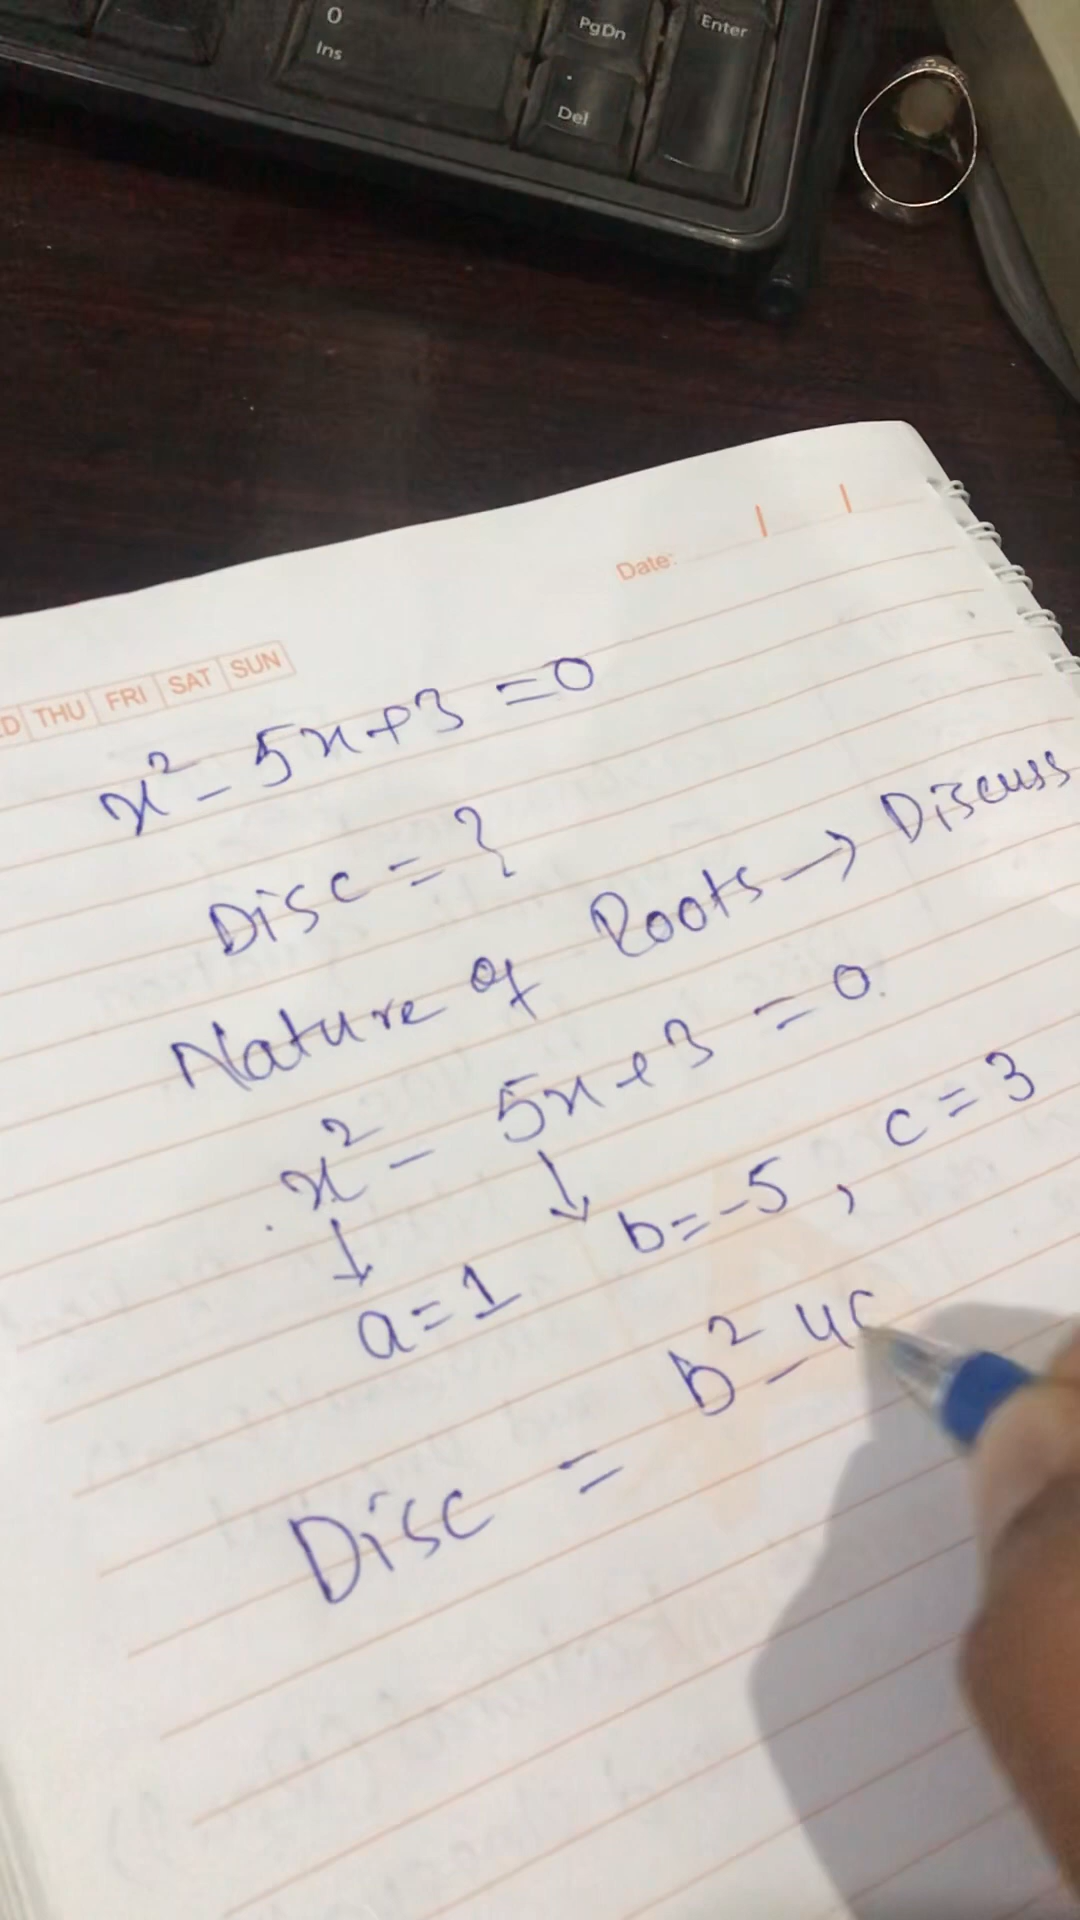 0
Ins
PgDn
.
Del
Enter
Date:
D THU FRI SAT SUN
x² - 5x+3 =0
Disc = ?
Nature of Roots → Discuss
x² - 5x+3 = 0.
↓ ↓
a=1 b=-5, c=3
Disc = b² - 4